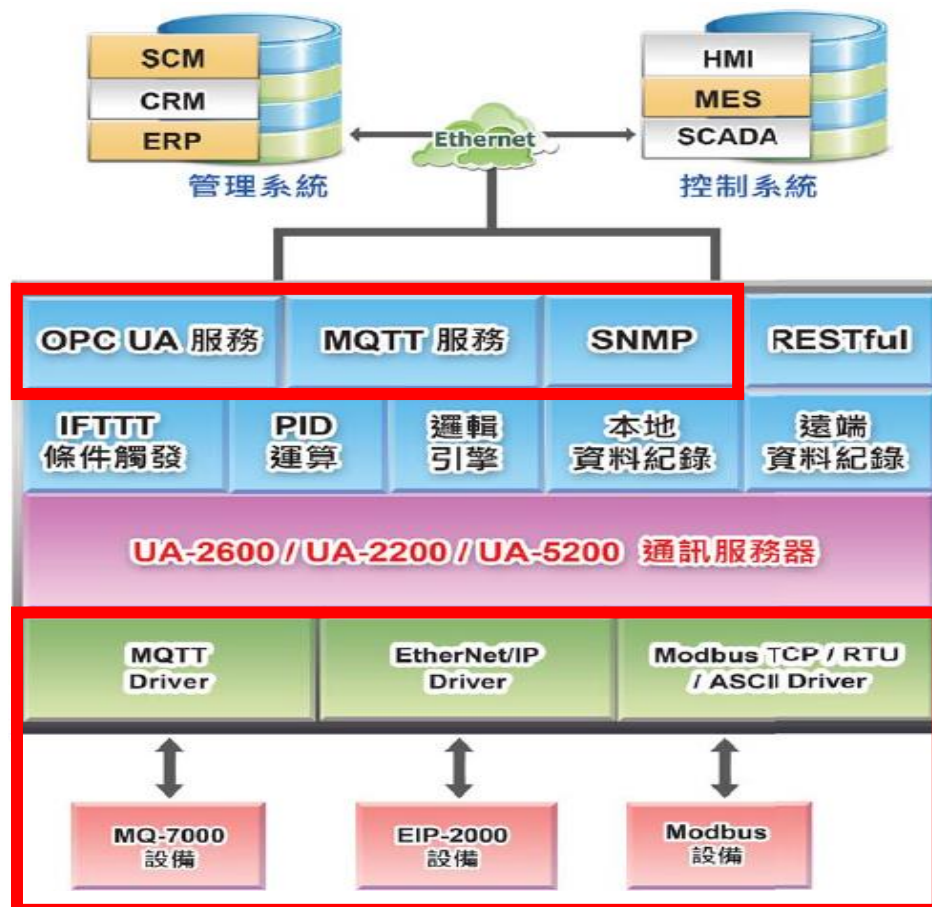 SCM
CRM
ERP
管理系統
Ethernet
HMI
MES
SCADA
控制系統
OPC UA 服務
MQTT 服務
SNMP
RESTful
IFTTT
條件觸發
PID
運算
邏輯
引擎
本地
資料紀錄
遠端
資料紀錄
UA-2600 / UA-2200 / UA-5200 通訊服務器
MQTT
Driver
EtherNet/IP
Driver
Modbus TCP / RTU
/ ASCII Driver
MQ-7000
設備
EIP-2000
設備
Modbus
設備